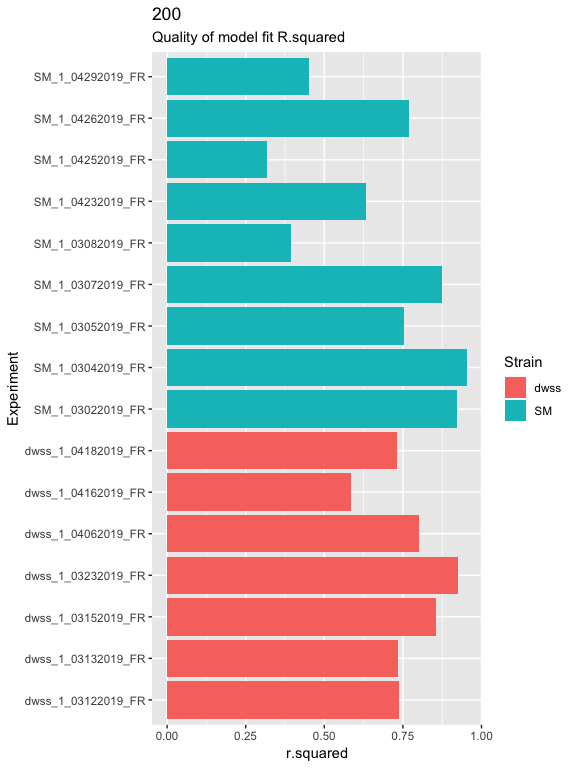 200
Quality of model fit R.squared
SM_1_04292019_FR
SM_1_04262019_FR
SM_1_04252019_FR
SM_1_04232019_FR
SM_1_03082019_FR
SM_1_03072019_FR
SM_1_03052019_FR
SM_1_03042019_FR
SM_1_03022019_FR
dwss_1_04182019_FR
dwss_1_04162019_FR
dwss_1_04062019_FR
dwss_1_03232019_FR
dwss_1_03152019_FR
dwss_1_03132019_FR
dwss_1_03122019_FR
Experiment
0.00 0.25 0.50 0.75 1.00
r.squared
Strain
dwss
SM